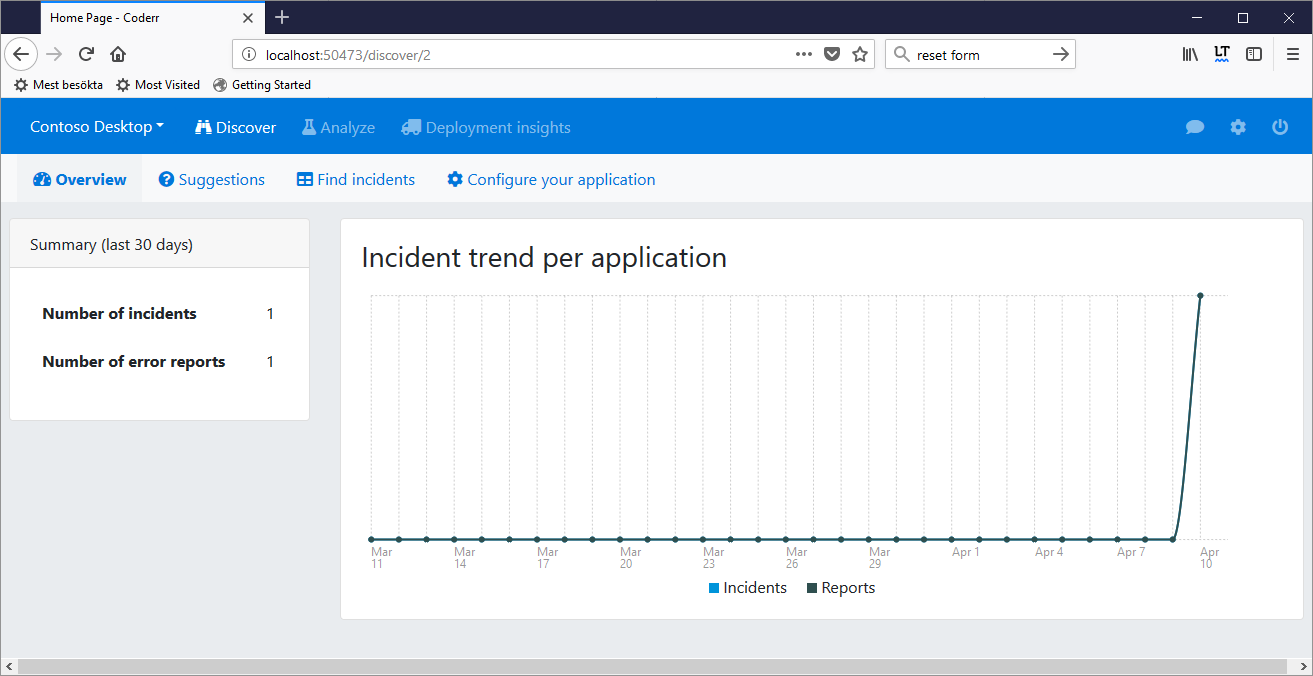 Home Page - Coderr
localhost:50473/discover/2
reset form
Mest besökta Most Visited Getting Started
Contoso Desktop Discover Analyze Deployment insights
Overview Suggestions Find incidents Configure your application
Summary (last 30 days)
Number of incidents 1
Number of error reports 1
Incident trend per application
Mar 11 Mar 14 Mar 17 Mar 20 Mar 23 Mar 26 Mar 29 Apr 1 Apr 4 Apr 7 Apr 10
Incidents Reports